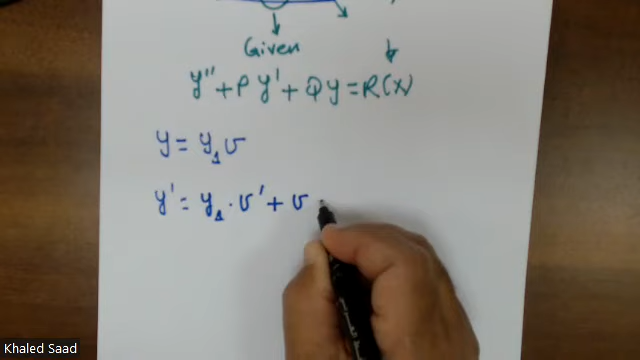 Given
y'' + P y' + Q y = R(x)
y = y₁ v
y' = y₁ . v' + v
Khaled Saad